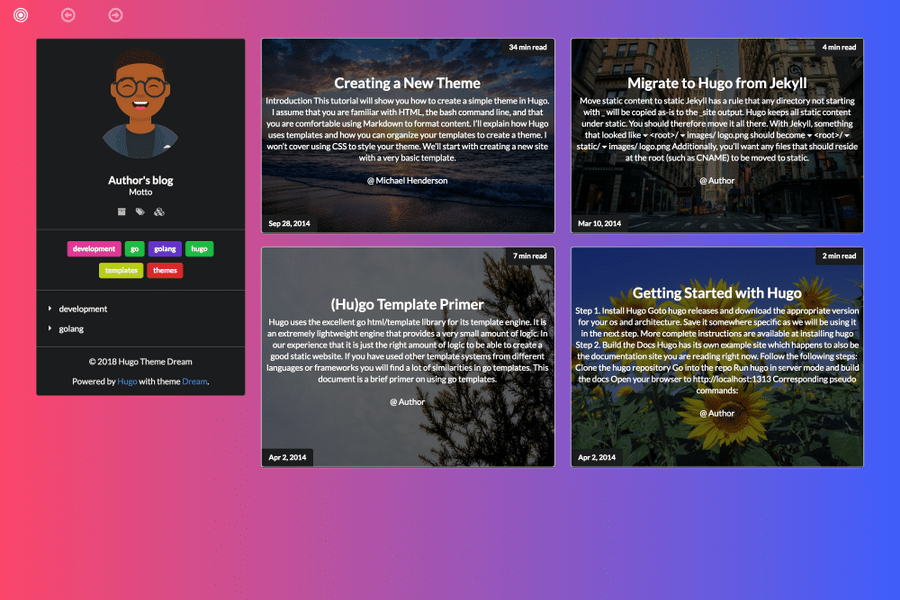 Author's blog
Motto
development go golang hugo
templates themes
development
golang
© 2018 Hugo Theme Dream
Powered by Hugo with theme Dream.
34 min read
Creating a New Theme
Introduction This tutorial will show you how to create a simple theme in Hugo.
I assume that you are familiar with HTML, the bash command line, and that
you are comfortable using Markdown to format content. I'll explain how Hugo
uses templates and how you can organize your templates to create a theme. I
won't cover using CSS to style your theme. We'll start with creating a new site
with a very basic template.
@ Michael Henderson
Sep 28, 2014
4 min read
Migrate to Hugo from Jekyll
Move static content to static Jekyll has a rule that any directory not starting
with _ will be copied as-is to the _site output. Hugo keeps all static content
under static. You should therefore move it all there. With Jekyll, something
that looked like ▾ <root>/ ▾ images/ logo.png should become ▾ <root>/ ▾
static/ ▾ images/ logo.png Additionally, you'll want any files that should reside
at the root (such as CNAME) to be moved to static.
@ Author
Mar 10, 2014
7 min read
(Hu)go Template Primer
Hugo uses the excellent go html/template library for its template engine. It is
an extremely lightweight engine that provides a very small amount of logic. In
our experience that it is just the right amount of logic to be able to create a
good static website. If you have used other template systems from different
languages or frameworks you will find a lot of similarities in go templates. This
document is a brief primer on using go templates.
@ Author
Apr 2, 2014
2 min read
Getting Started with Hugo
Step 1. Install Hugo Goto hugo releases and download the appropriate version
for your os and architecture. Save it somewhere specific as we will be using it
in the next step. More complete instructions are available at installing hugo
Step 2. Build the Docs Hugo has its own example site which happens to also be
the documentation site you are reading right now. Follow the following steps:
Clone the hugo repository Go into the repo Run hugo in server mode and build
the docs Open your browser to http://localhost:1313 Corresponding pseudo
commands:
@ Author
Apr 2, 2014